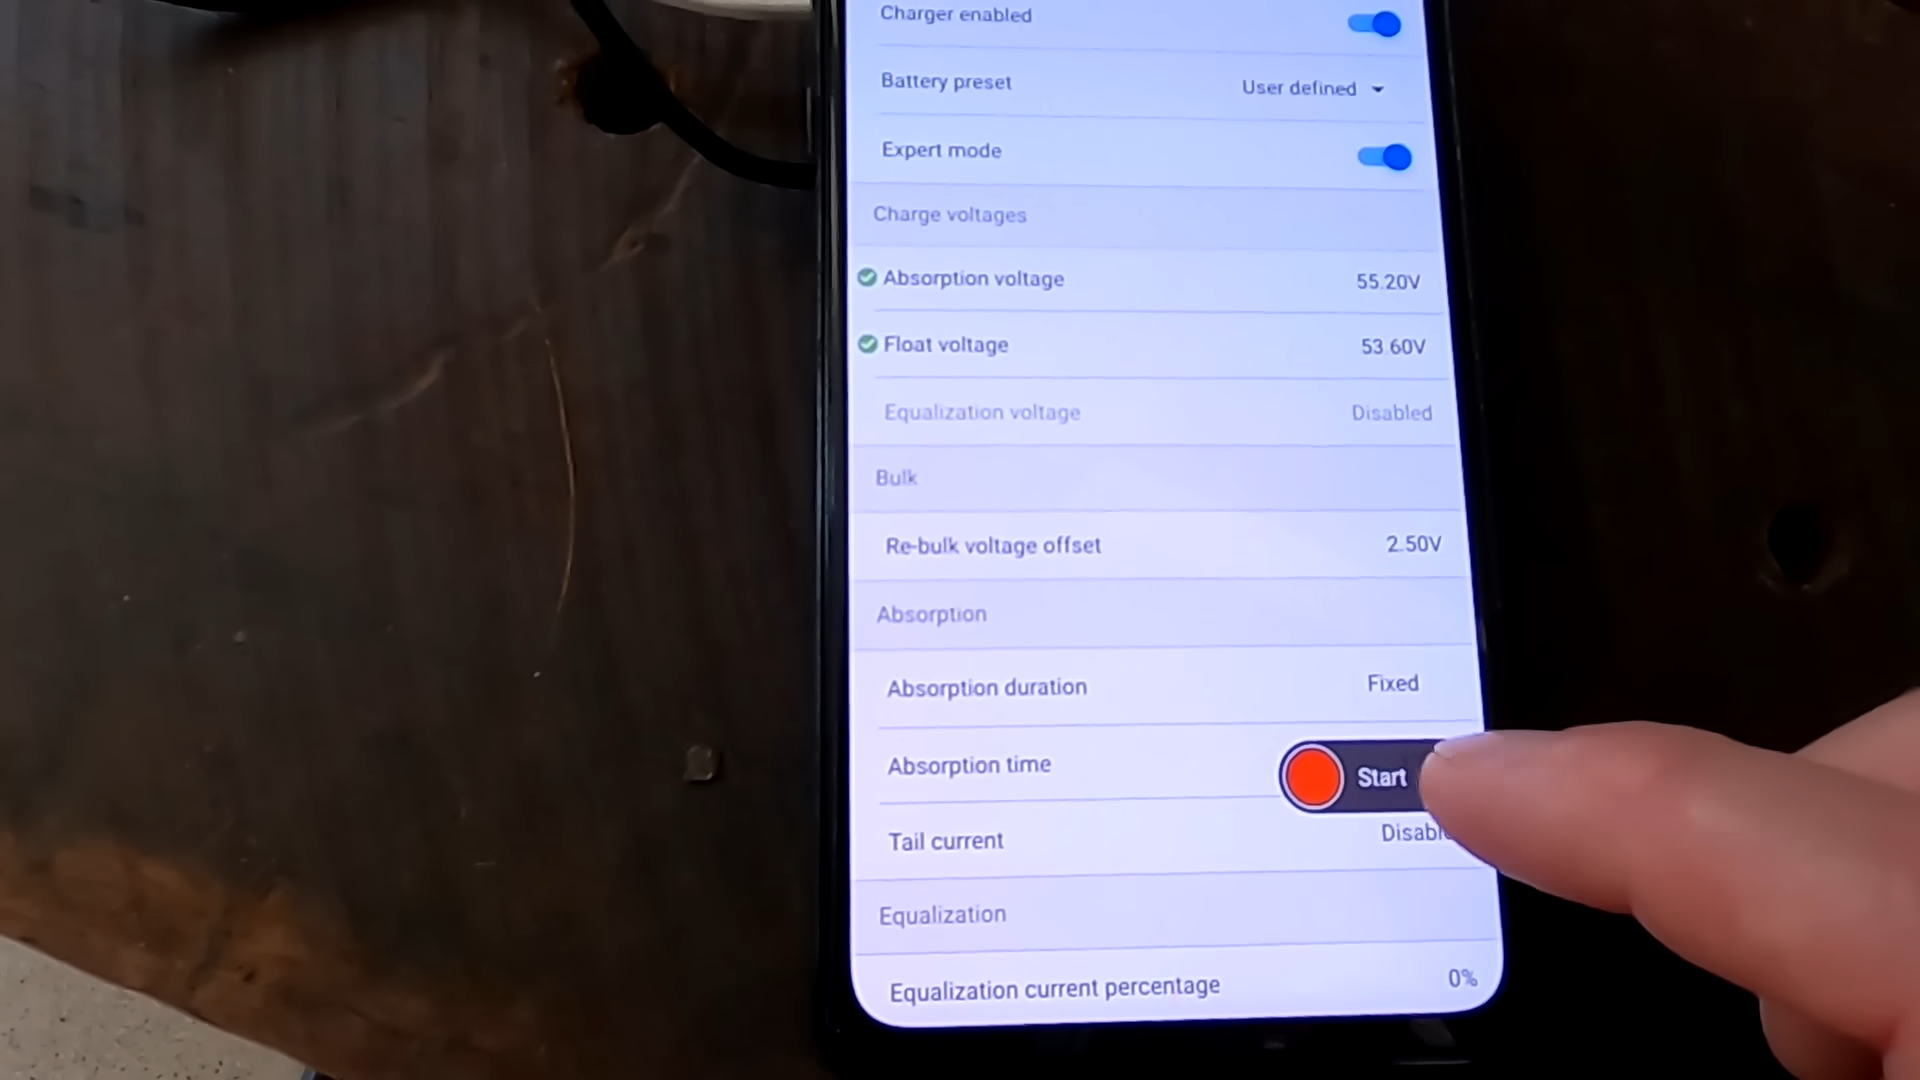 Charger enabled
Battery preset User defined
Expert mode
Charge voltages
Absorption voltage 55.20V
Float voltage 53.60V
Equalization voltage Disabled
Bulk
Re-bulk voltage offset 2.50V
Absorption
Absorption duration Fixed
Absorption time Start
Tail current
Equalization
Equalization current percentage 0%